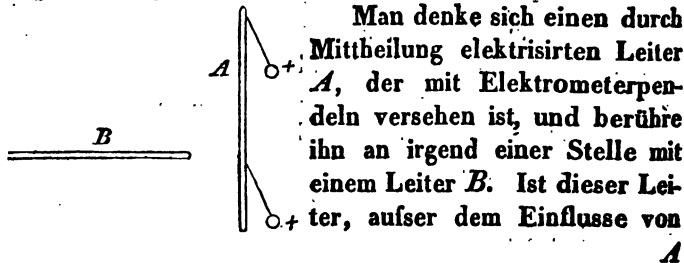 Man denke sich einen durch
Mittheilung elektrisirten Leiter
A, der mit Elektrometerpen-
deln versehen ist, und berühre
ihn an irgend einer Stelle mit
einem Leiter B. Ist dieser Lei-
ter, aufser dem Einflusse von
A
A
+
B
+